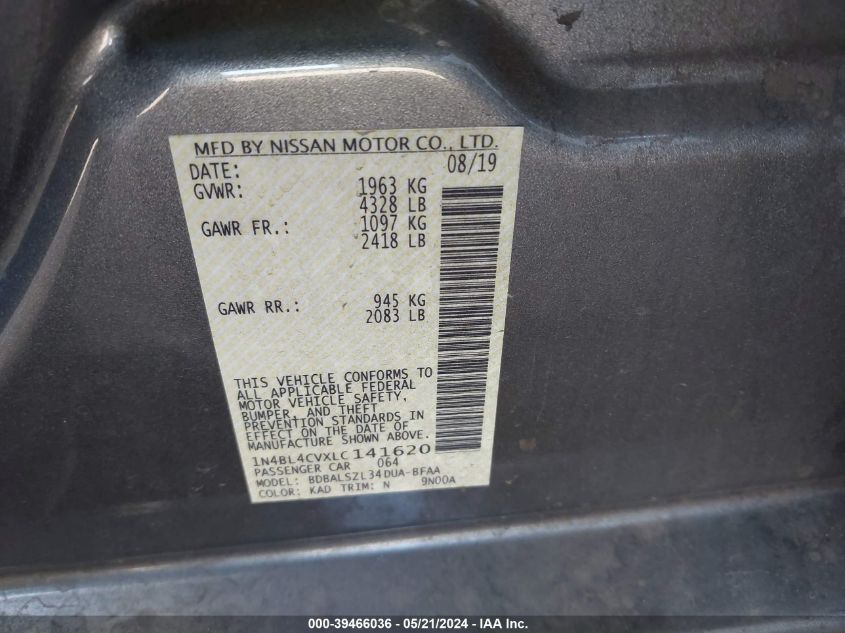 MFD BY NISSAN MOTOR CO., LTD.
DATE: 08/19
GVWR: 1963 KG
4328 LB
GAWR FR.: 1097 KG
2418 LB
GAWR RR.: 945 KG
2083 LB
THIS VEHICLE CONFORMS TO
ALL APPLICABLE FEDERAL
MOTOR VEHICLE SAFETY,
BUMPER, AND THEFT
PREVENTION STANDARDS IN
EFFECT ON THE DATE OF
MANUFACTURE SHOWN ABOVE.
1N4BL4CVXLC141620
PASSENGER CAR 064
MODEL: BDBALSZL34DUA-BFAA
COLOR: KAD TRIM: N 9N00A
000-39466036 - 05/21/2024 - IAA Inc.